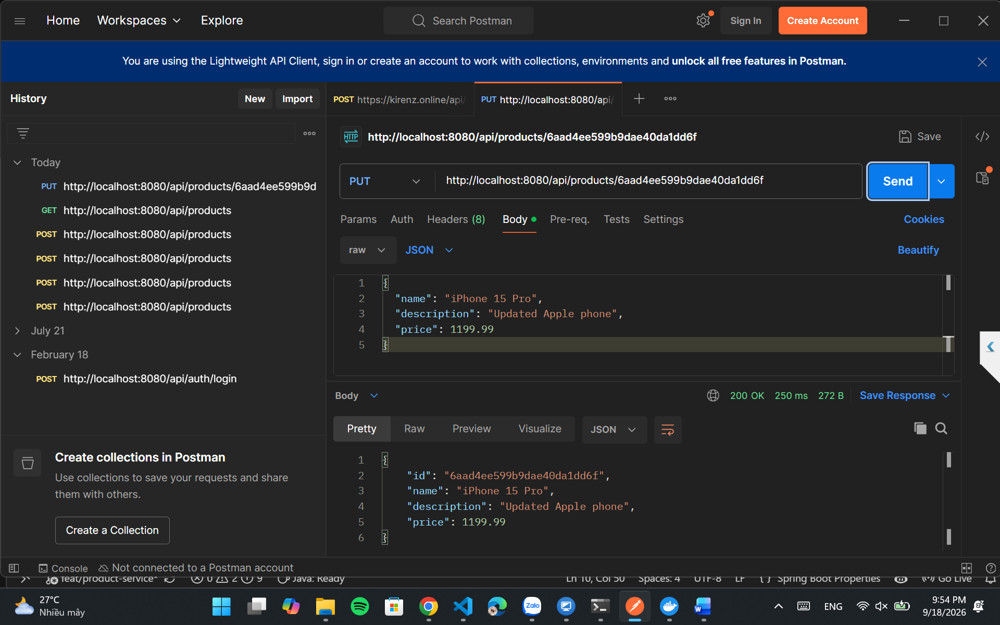 Home
Workspaces
Explore
Search Postman
Sign In
Create Account
You are using the Lightweight API Client, sign in or create an account to work with collections, environments and unlock all free features in Postman.
History
New
Import
POST https://kirenz.online/api/
PUT http://localhost:8080/api/
HTTP
http://localhost:8080/api/products/6aad4ee599b9dae40da1dd6f
Save
Today
PUT http://localhost:8080/api/products/6aad4ee599b9d
GET http://localhost:8080/api/products
POST http://localhost:8080/api/products
POST http://localhost:8080/api/products
POST http://localhost:8080/api/products
POST http://localhost:8080/api/products
July 21
February 18
POST http://localhost:8080/api/auth/login
PUT
http://localhost:8080/api/products/6aad4ee599b9dae40da1dd6f
Send
Params
Auth
Headers (8)
Body
Pre-req.
Tests
Settings
Cookies
raw
JSON
Beautify
1 {
2 "name": "iPhone 15 Pro",
3 "description": "Updated Apple phone",
4 "price": 1199.99
5 }
Body
200 OK
250 ms
272 B
Save Response
Pretty
Raw
Preview
Visualize
JSON
1 {
2 "id": "6aad4ee599b9dae40da1dd6f",
3 "name": "iPhone 15 Pro",
4 "description": "Updated Apple phone",
5 "price": 1199.99
6 }
Create collections in Postman
Use collections to save your requests and share
them with others.
Create a Collection
Console
Not connected to a Postman account
feat/product-service*
0
2
9
Java: Ready
Ln 10, Col 50
Spaces: 4
UTF-8
LF
{ } Spring Boot Properties
Go Live
27°C
Nhiều mây
Zalo
W
ENG
9:54 PM
9/18/2026